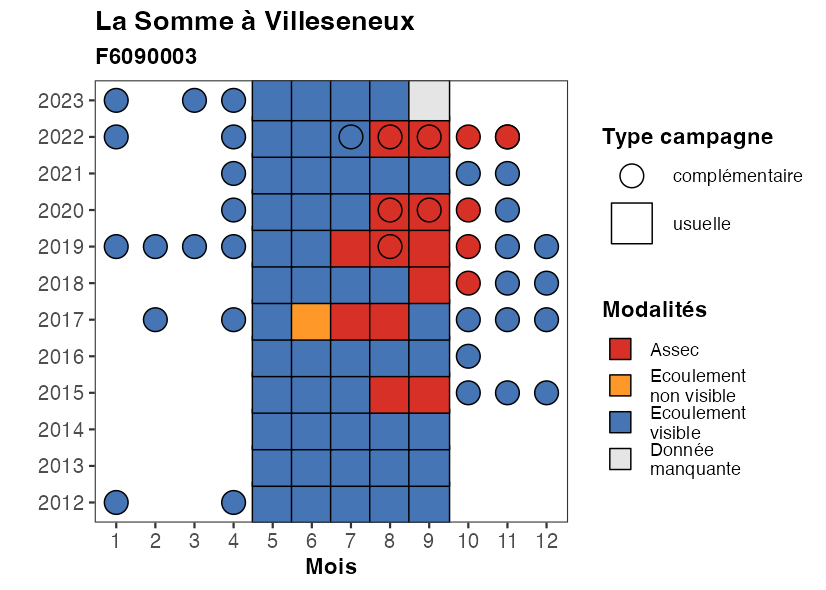 La Somme à Villeseneux
F6090003
2023
2022
2021
2020
2019
2018
2017
2016
2015
2014
2013
2012
1 2 3 4 5 6 7 8 9 10 11 12
Mois
Type campagne
complémentaire
usuelle
Modalités
Assec
Ecoulement
non visible
Ecoulement
visible
Donnée
manquante